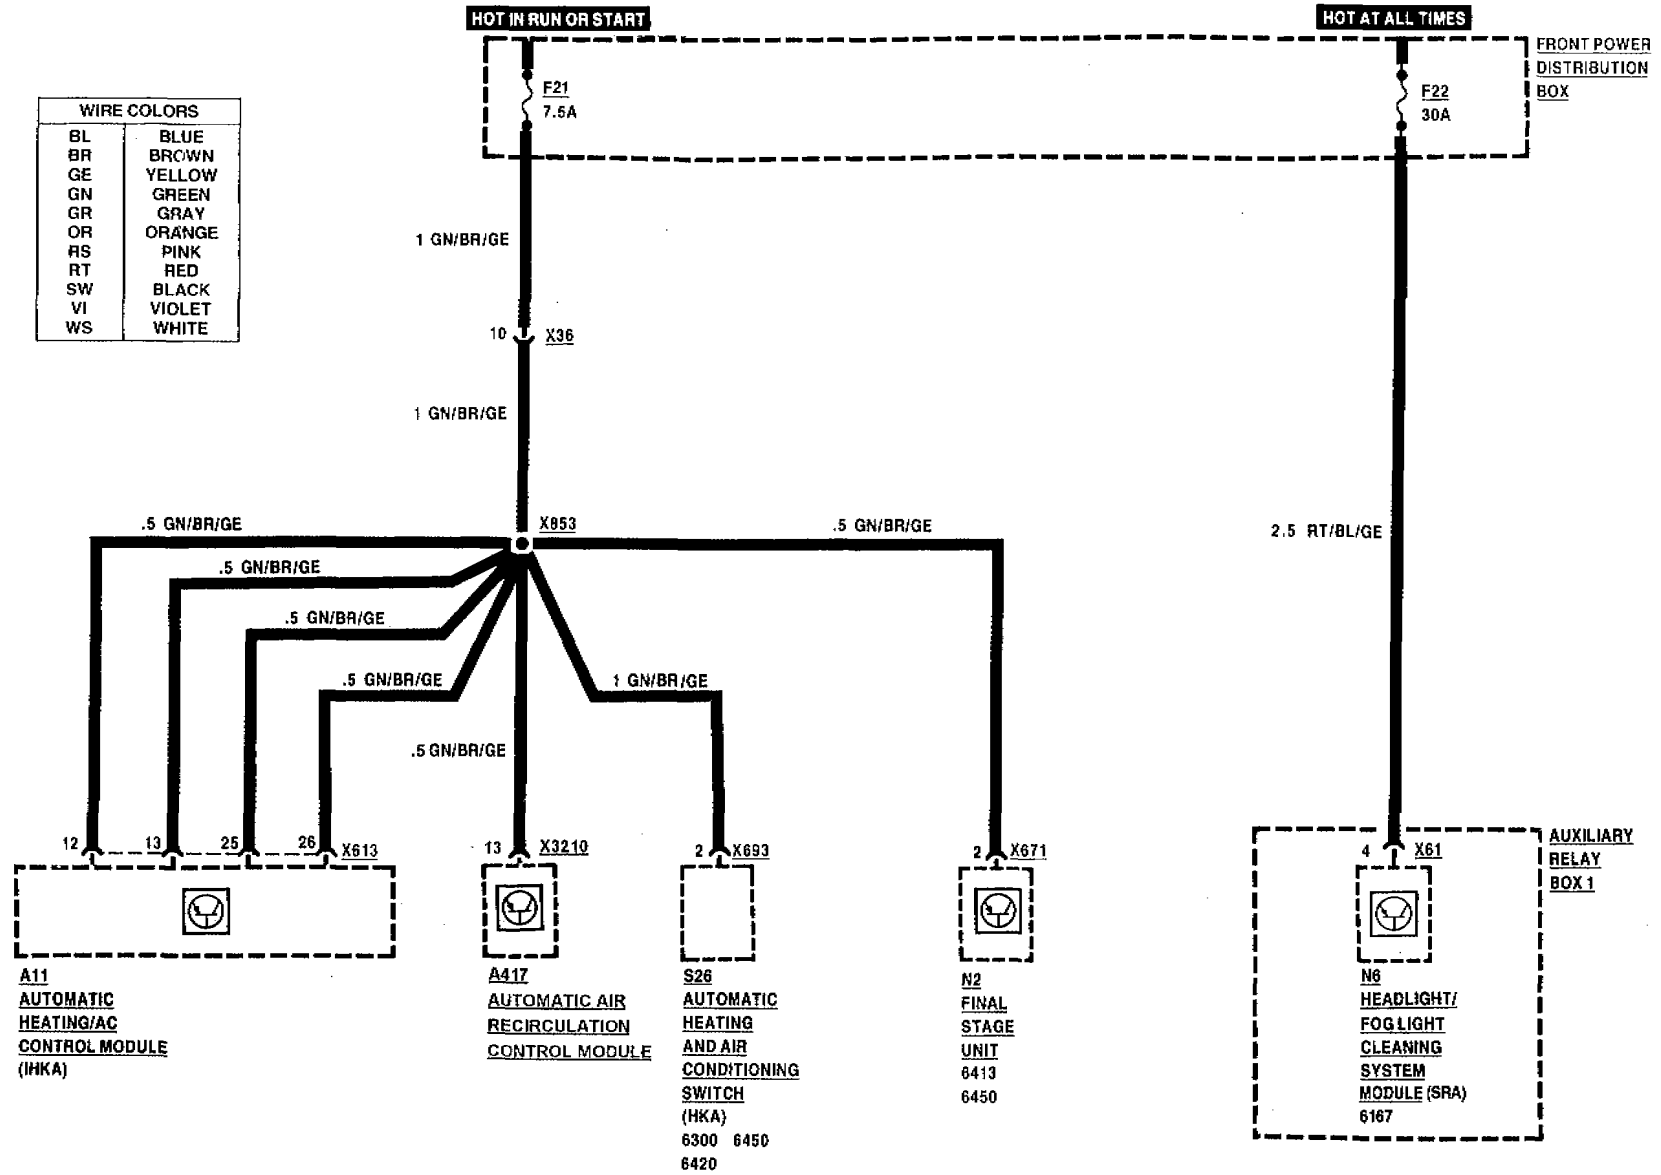 HOT IN RUN OR START
HOT AT ALL TIMES
FRONT POWER
DISTRIBUTION
BOX
F21
7.5A
F22
30A
WIRE COLORS
BL BLUE
BR BROWN
GE YELLOW
GN GREEN
GR GRAY
OR ORANGE
RS PINK
RT RED
SW BLACK
VI VIOLET
WS WHITE
1 GN/BR/GE
10 X36
1 GN/BR/GE
X853
.5 GN/BR/GE
.5 GN/BR/GE
2.5 RT/BL/GE
.5 GN/BR/GE
.5 GN/BR/GE
.5 GN/BR/GE
1 GN/BR/GE
.5 GN/BR/GE
12 13 25 26 X613
13 X3210
2 X693
2 X671
4 X61
AUXILIARY
RELAY
BOX 1
A11
AUTOMATIC
HEATING/AC
CONTROL MODULE
(IHKA)
A417
AUTOMATIC AIR
RECIRCULATION
CONTROL MODULE
S26
AUTOMATIC
HEATING
AND AIR
CONDITIONING
SWITCH
(HKA)
6300 6450
6420
N2
FINAL
STAGE
UNIT
6413
6450
N6
HEADLIGHT/
FOG LIGHT
CLEANING
SYSTEM
MODULE (SRA)
6167